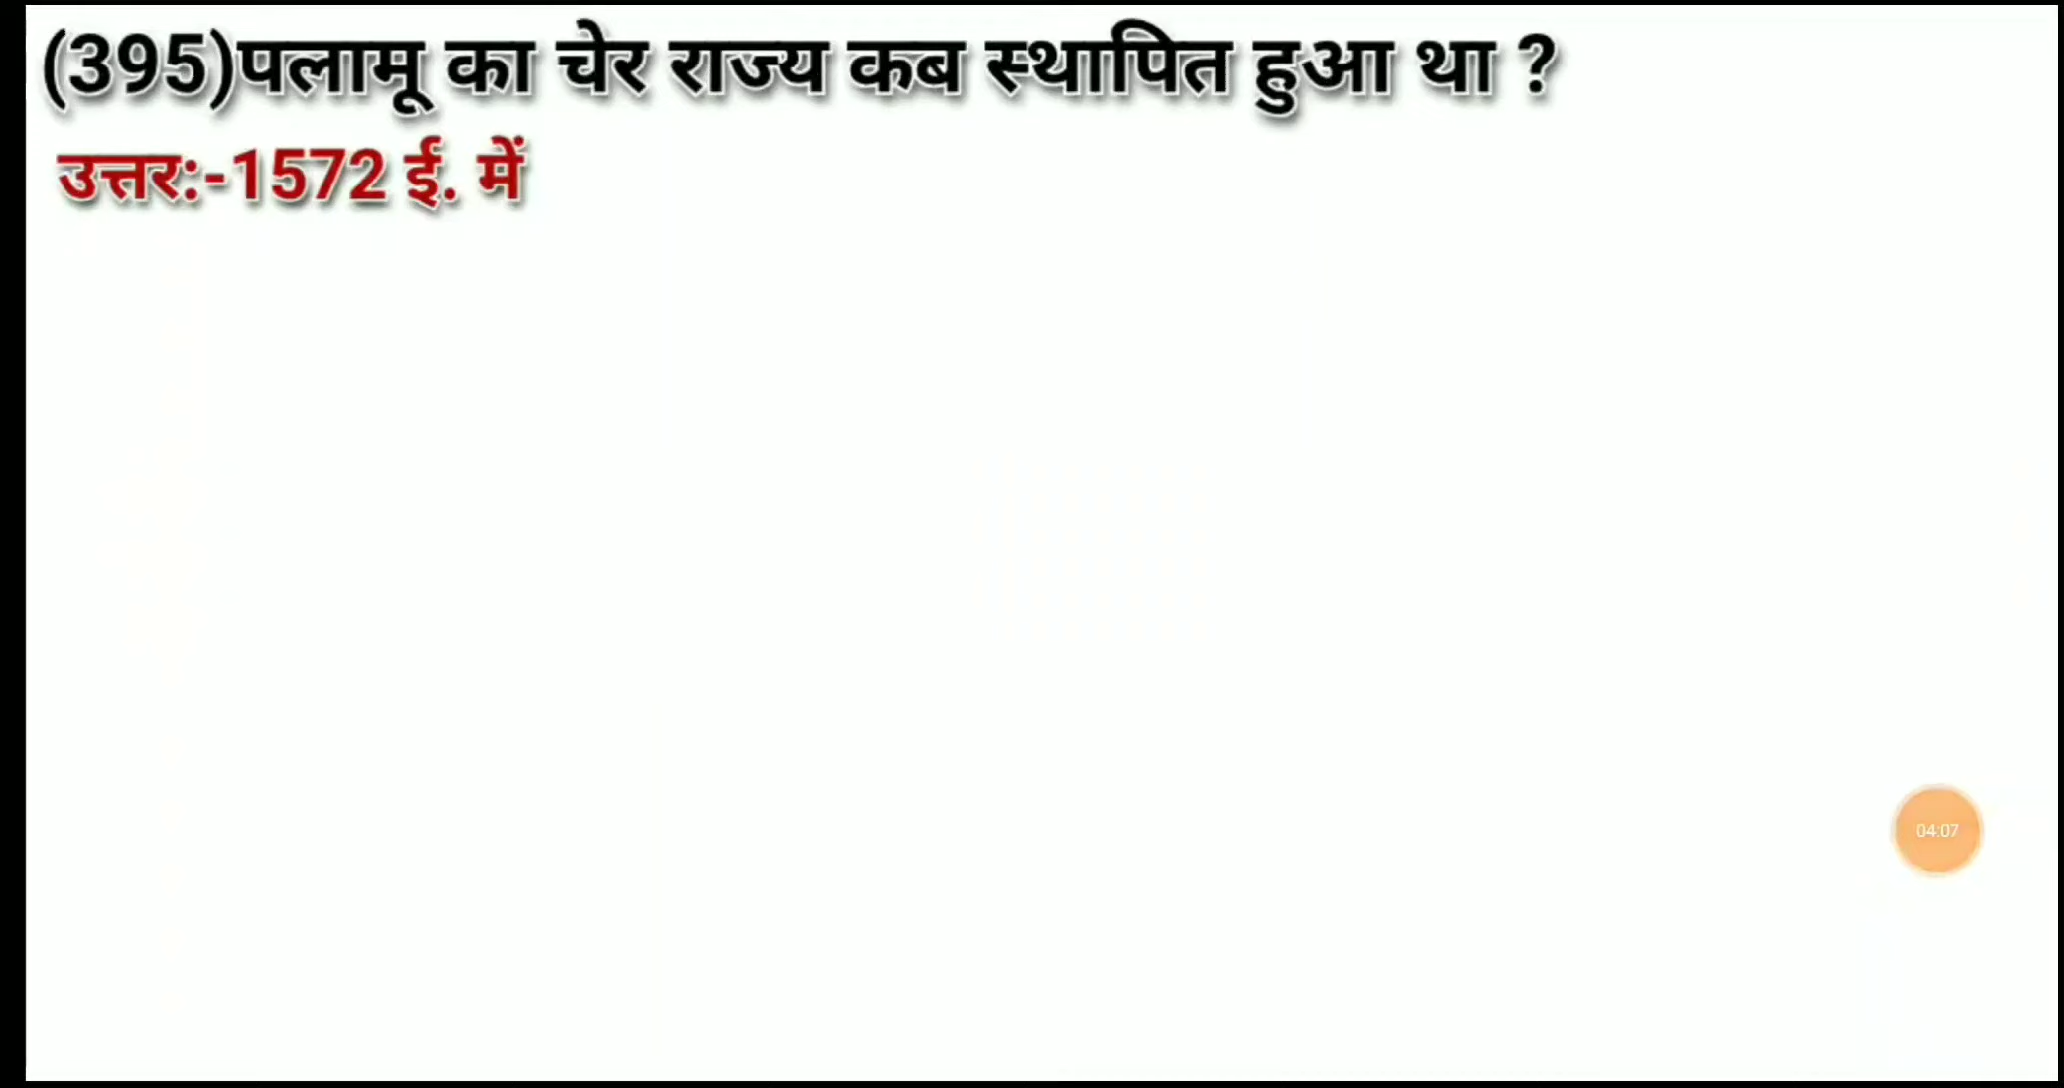 (395)पलामू का चेर राज्य कब स्थापित हुआ था ?
उत्तर:-1572 ई. में
04:07